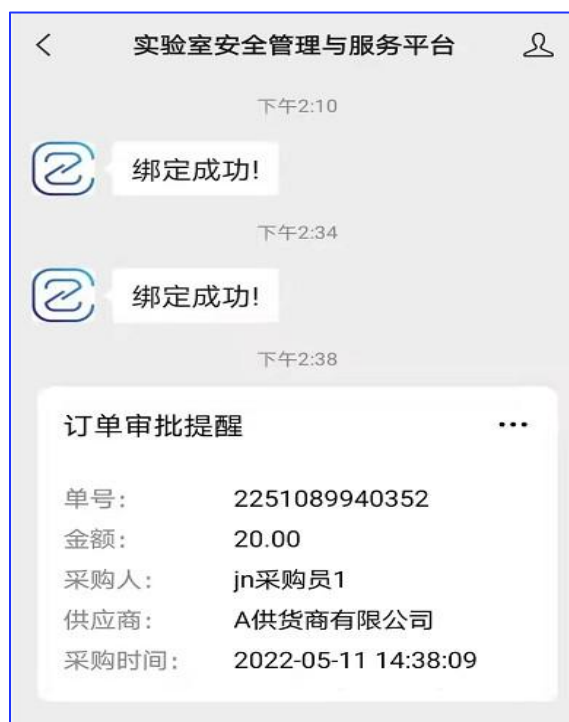 实验室安全管理与服务平台
下午2:10
绑定成功!
下午2:34
绑定成功!
下午2:38
订单审批提醒
单号: 2251089940352
金额: 20.00
采购人: jn采购员1
供应商: A供货商有限公司
采购时间: 2022-05-11 14:38:09